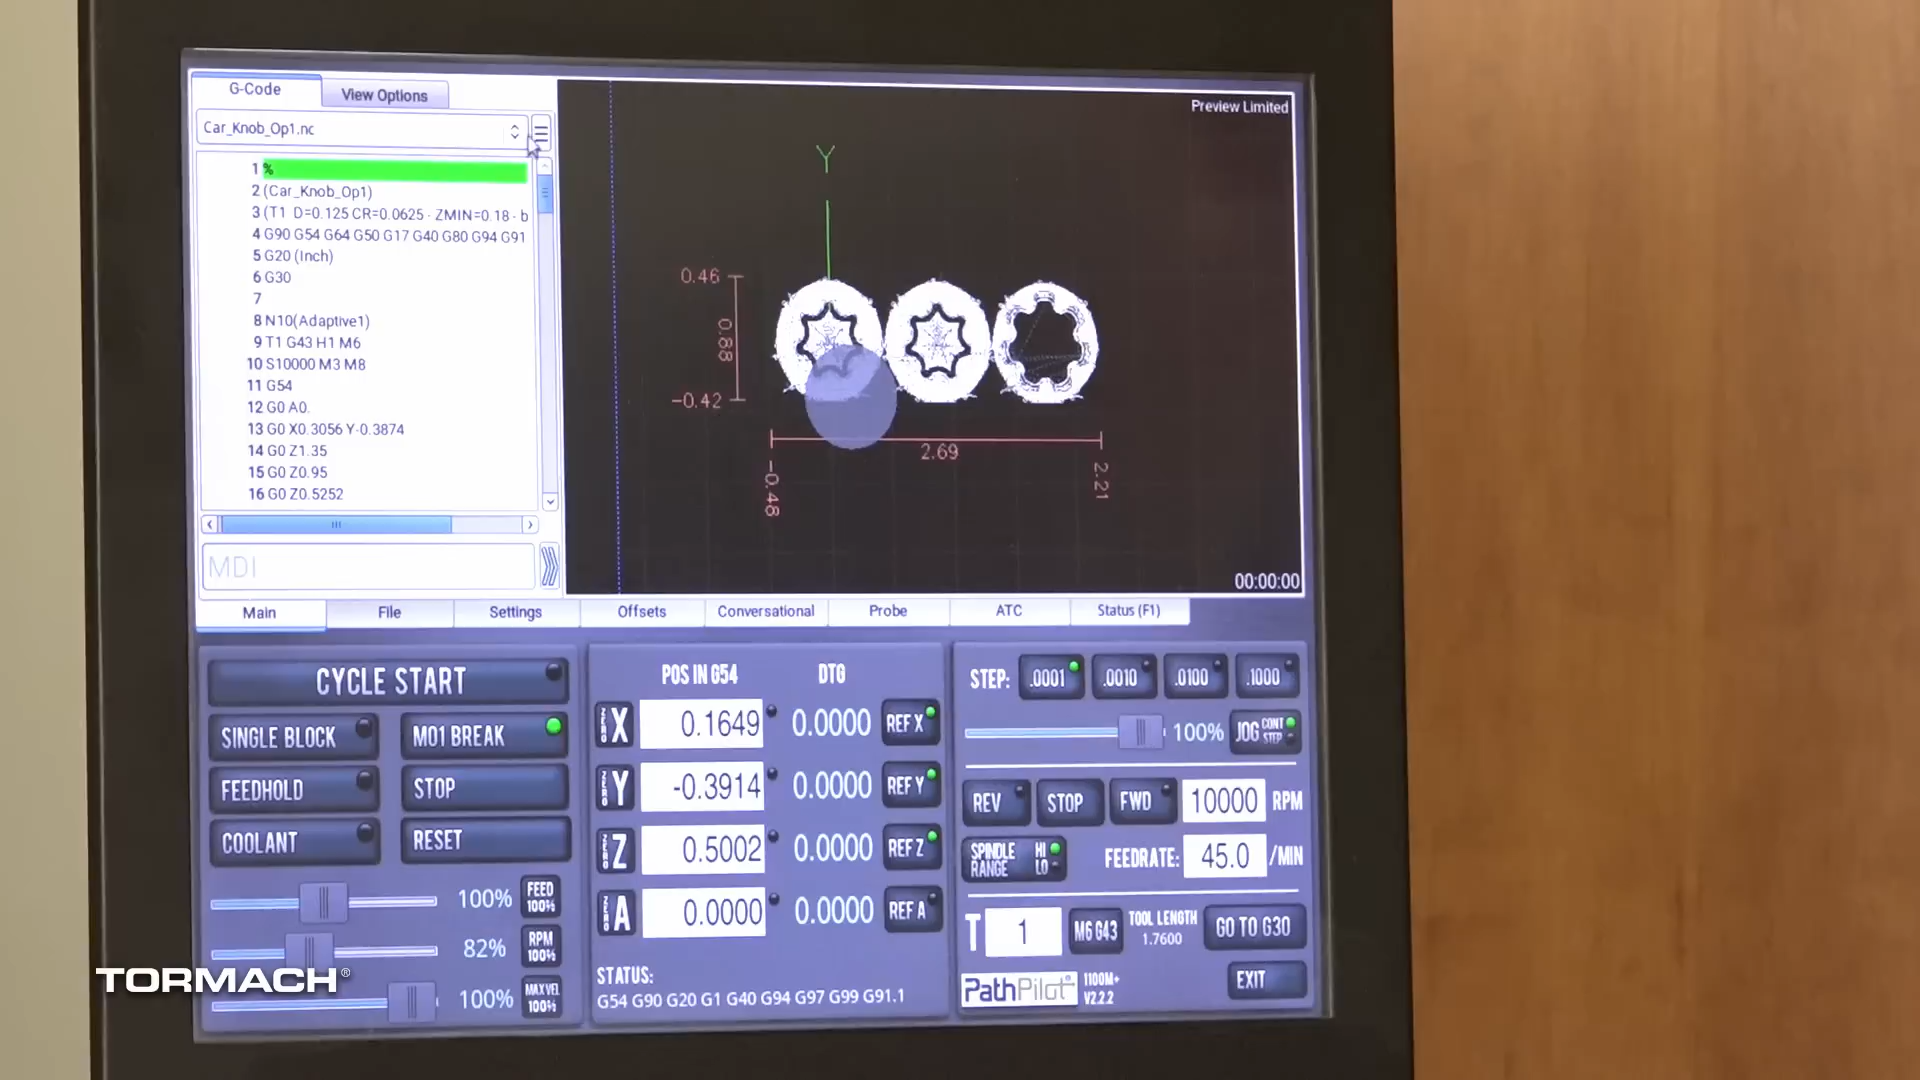 G-Code
View Options
Car_Knob_Op1.nc
1 %
2 (Car_Knob_Op1)
3 (T1 D=0.125 CR=0.0625 - ZMIN=0.18 - b
4 G90 G54 G64 G50 G17 G40 G80 G94 G91
5 G20 (Inch)
6 G30
7
8 N10(Adaptive1)
9 T1 G43 H1 M6
10 S10000 M3 M8
11 G54
12 G0 A0.
13 G0 X0.3056 Y-0.3874
14 G0 Z1.35
15 G0 Z0.95
16 G0 Z0.5252
MDI
Preview Limited
Y
0.46
0.88
-0.42
2.69
-0.48
2.21
00:00:00
Main
File
Settings
Offsets
Conversational
Probe
ATC
Status (F1)
CYCLE START
SINGLE BLOCK
M01 BREAK
FEEDHOLD
STOP
COOLANT
RESET
100%
FEED 100%
82%
RPM 100%
100%
MAX VEL 100%
POS IN G54
DTG
ZERO X 0.1649 0.0000 REF X
ZERO Y -0.3914 0.0000 REF Y
ZERO Z 0.5002 0.0000 REF Z
ZERO A 0.0000 0.0000 REF A
STATUS:
G54 G90 G20 G1 G40 G94 G97 G99 G91.1
STEP: .0001 .0010 .0100 .1000
100% JOG CONT STEP
REV STOP FWD 10000 RPM
SPINDLE RANGE HI LO
FEEDRATE: 45.0 /MIN
T 1 M6 G43
TOOL LENGTH
1.7600
GO TO G30
PathPilot®
1100M+
V2.2.2
EXIT
TORMACH®